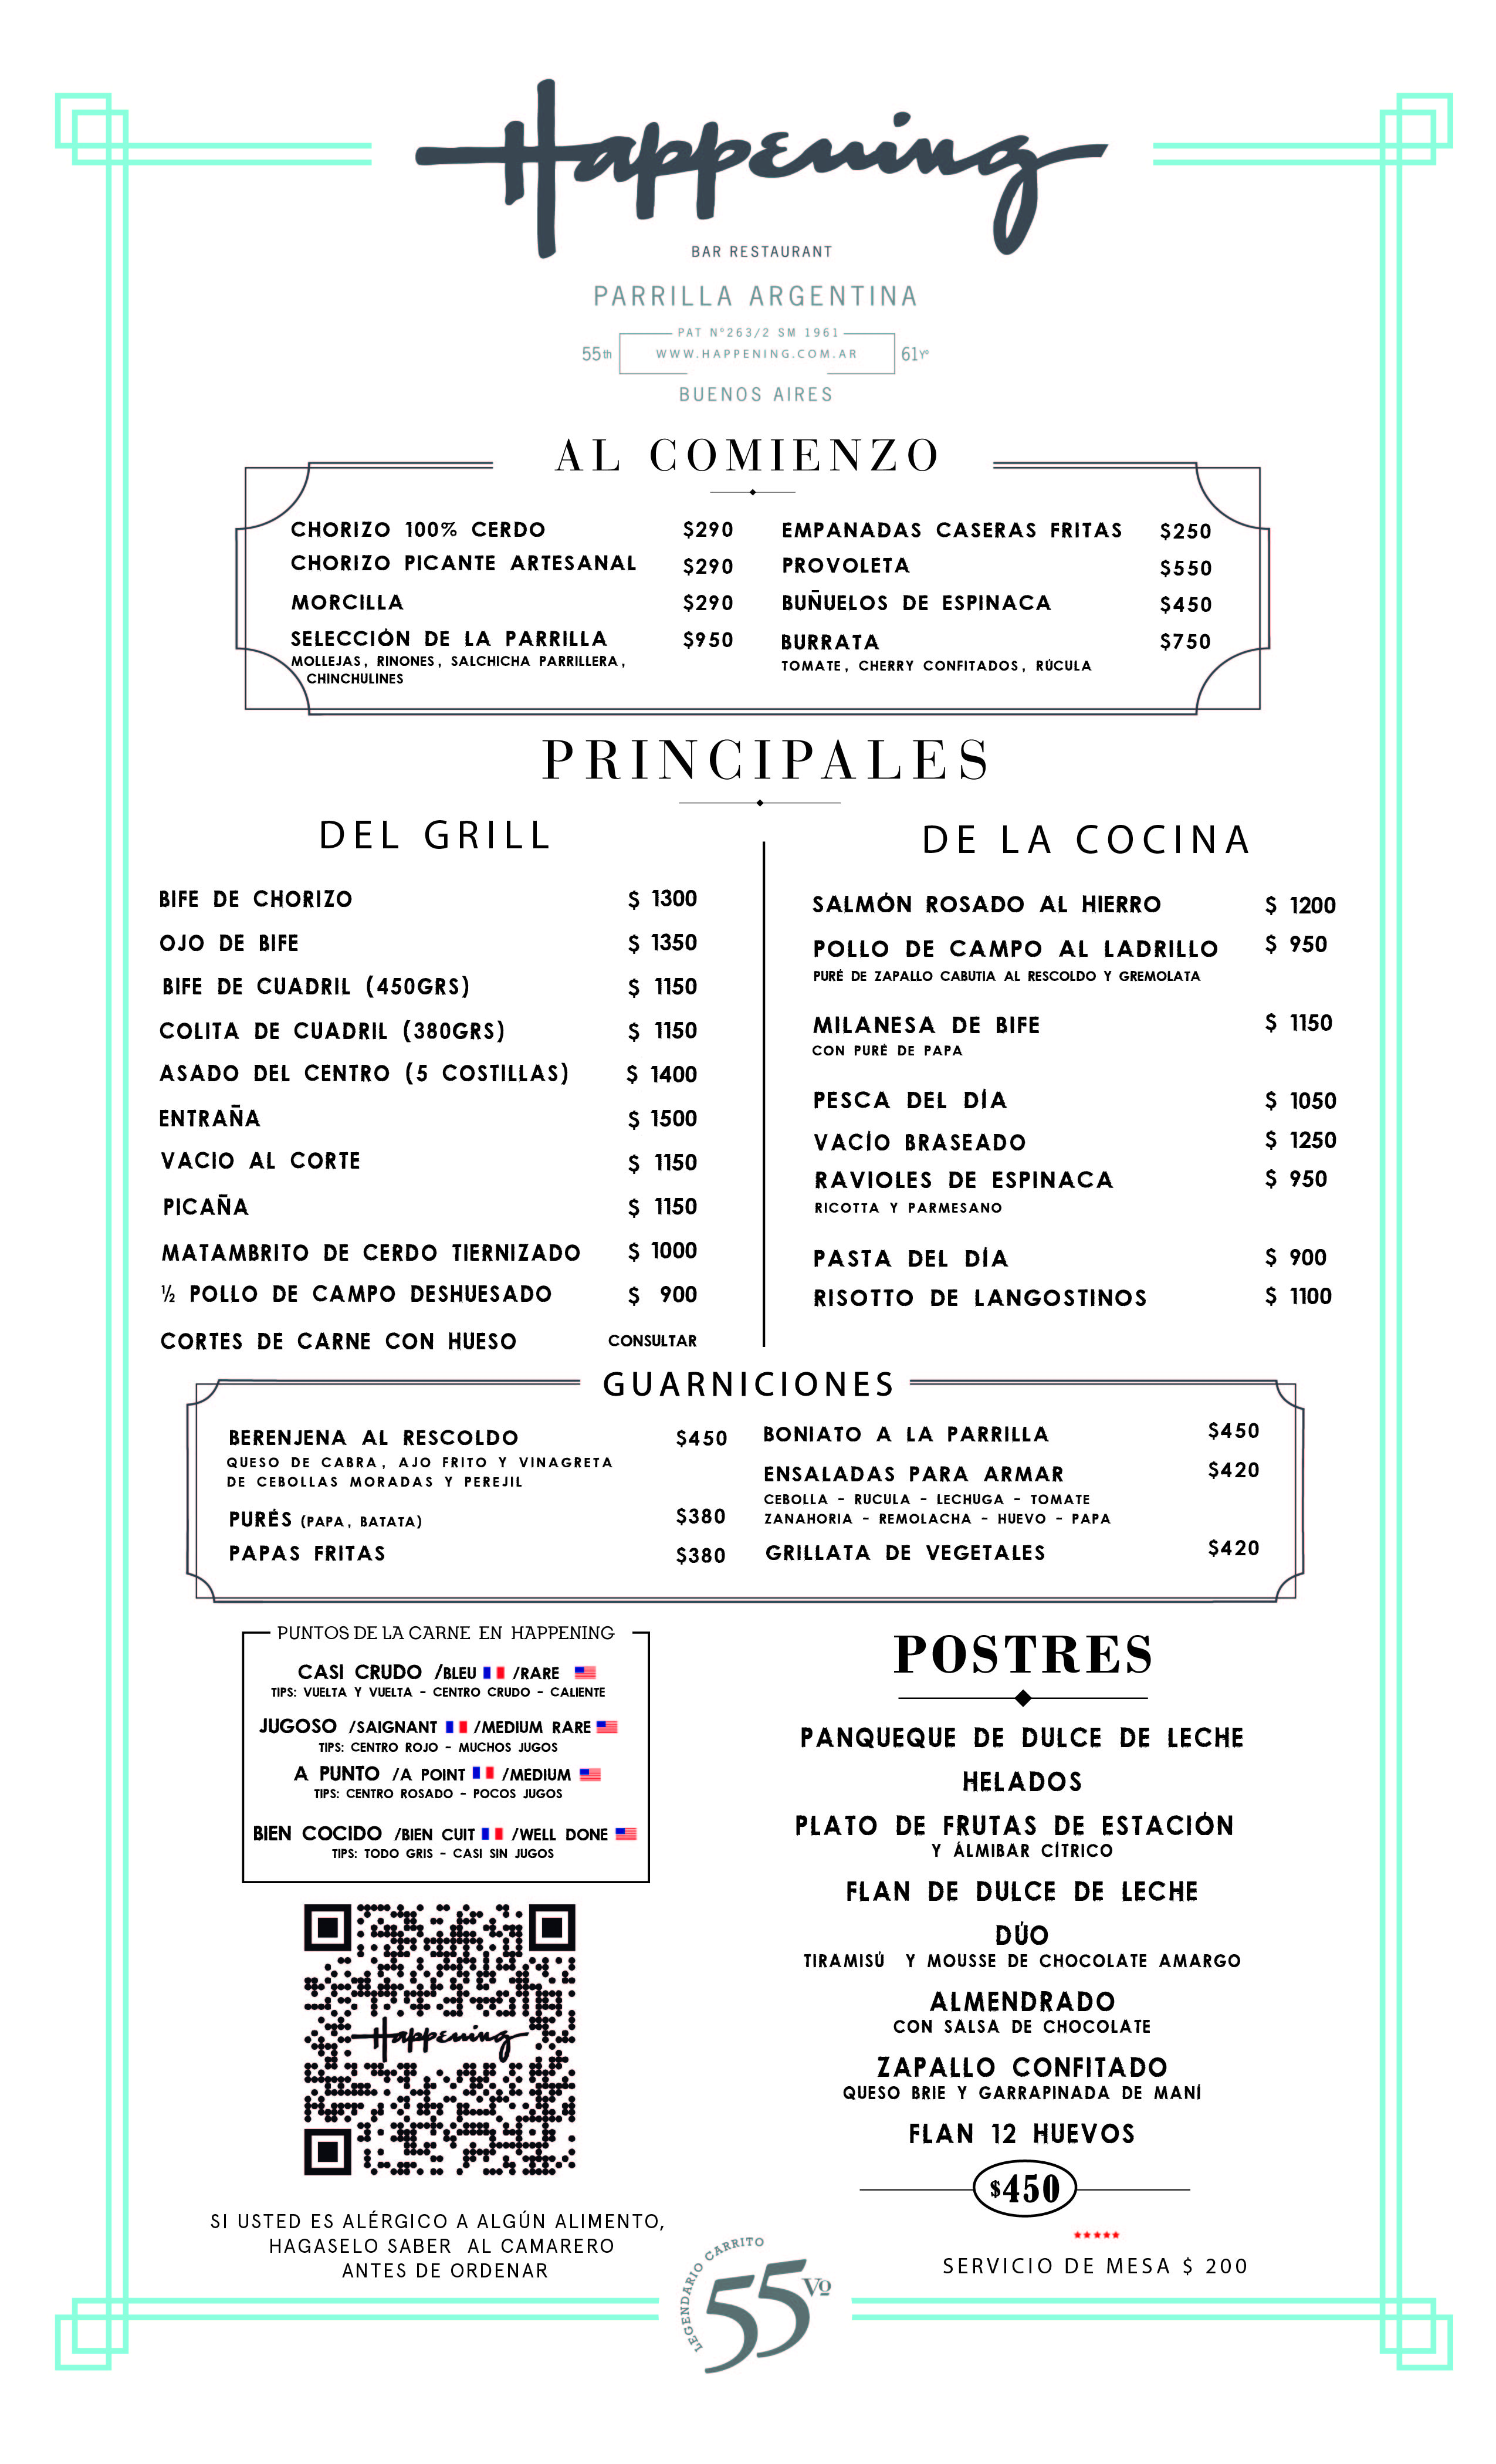 Happening
BAR RESTAURANT
PARRILLA ARGENTINA
PAT N°263/2 SM 1961
55th WWW.HAPPENING.COM.AR 61Yº
BUENOS AIRES
AL COMIENZO
CHORIZO 100% CERDO $290
CHORIZO PICANTE ARTESANAL $290
MORCILLA $290
SELECCIÓN DE LA PARRILLA $950
MOLLEJAS, RINONES, SALCHICHA PARRILLERA,
CHINCHULINES
EMPANADAS CASERAS FRITAS $250
PROVOLETA $550
BUÑUELOS DE ESPINACA $450
BURRATA $750
TOMATE, CHERRY CONFITADOS, RÚCULA
PRINCIPALES
DEL GRILL
BIFE DE CHORIZO $ 1300
OJO DE BIFE $ 1350
BIFE DE CUADRIL (450GRS) $ 1150
COLITA DE CUADRIL (380GRS) $ 1150
ASADO DEL CENTRO (5 COSTILLAS) $ 1400
ENTRAÑA $ 1500
VACIO AL CORTE $ 1150
PICAÑA $ 1150
MATAMBRITO DE CERDO TIERNIZADO $ 1000
½ POLLO DE CAMPO DESHUESADO $ 900
CORTES DE CARNE CON HUESO CONSULTAR
DE LA COCINA
SALMÓN ROSADO AL HIERRO $ 1200
POLLO DE CAMPO AL LADRILLO $ 950
PURÉ DE ZAPALLO CABUTIA AL RESCOLDO Y GREMOLATA
MILANESA DE BIFE $ 1150
CON PURÉ DE PAPA
PESCA DEL DÍA $ 1050
VACÍO BRASEADO $ 1250
RAVIOLES DE ESPINACA $ 950
RICOTTA Y PARMESANO
PASTA DEL DÍA $ 900
RISOTTO DE LANGOSTINOS $ 1100
GUARNICIONES
BERENJENA AL RESCOLDO $450
QUESO DE CABRA, AJO FRITO Y VINAGRETA
DE CEBOLLAS MORADAS Y PEREJIL
PURÉS (PAPA, BATATA) $380
PAPAS FRITAS $380
BONIATO A LA PARRILLA $450
ENSALADAS PARA ARMAR $420
CEBOLLA - RUCULA - LECHUGA - TOMATE
ZANAHORIA - REMOLACHA - HUEVO - PAPA
GRILLATA DE VEGETALES $420
PUNTOS DE LA CARNE EN HAPPENING
CASI CRUDO /BLEU /RARE
TIPS: VUELTA Y VUELTA - CENTRO CRUDO - CALIENTE
JUGOSO /SAIGNANT /MEDIUM RARE
TIPS: CENTRO ROJO - MUCHOS JUGOS
A PUNTO /A POINT /MEDIUM
TIPS: CENTRO ROSADO - POCOS JUGOS
BIEN COCIDO /BIEN CUIT /WELL DONE
TIPS: TODO GRIS - CASI SIN JUGOS
Happening
SI USTED ES ALÉRGICO A ALGÚN ALIMENTO,
HAGASELO SABER AL CAMARERO
ANTES DE ORDENAR
POSTRES
PANQUEQUE DE DULCE DE LECHE
HELADOS
PLATO DE FRUTAS DE ESTACIÓN
Y ÁLMIBAR CÍTRICO
FLAN DE DULCE DE LECHE
DÚO
TIRAMISÚ Y MOUSSE DE CHOCOLATE AMARGO
ALMENDRADO
CON SALSA DE CHOCOLATE
ZAPALLO CONFITADO
QUESO BRIE Y GARRAPINADA DE MANÍ
FLAN 12 HUEVOS
$450
SERVICIO DE MESA $ 200
LEGENDARIO CARRITO
55Vº